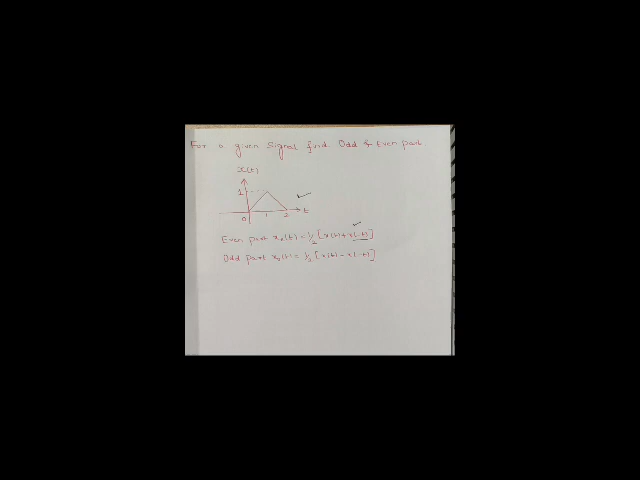 For a given Signal find Odd & Even part
x(t)
1
0 1 2 t
Even part xe(t) = 1/2 [x(t)+x(-t)]
Odd part xo(t) = 1/2 [x(t)-x(-t)]